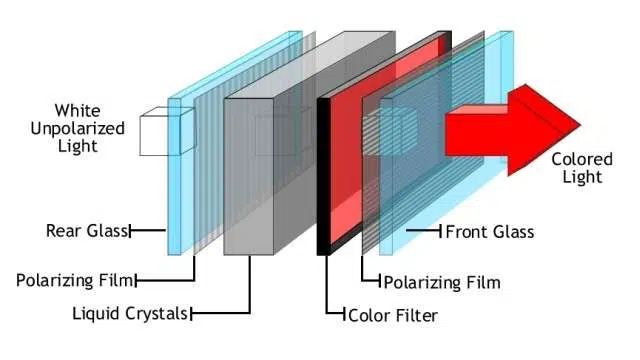 White
Unpolarized
Light
Colored
Light
Rear Glass
Front Glass
Polarizing Film
Polarizing Film
Liquid Crystals
Color Filter